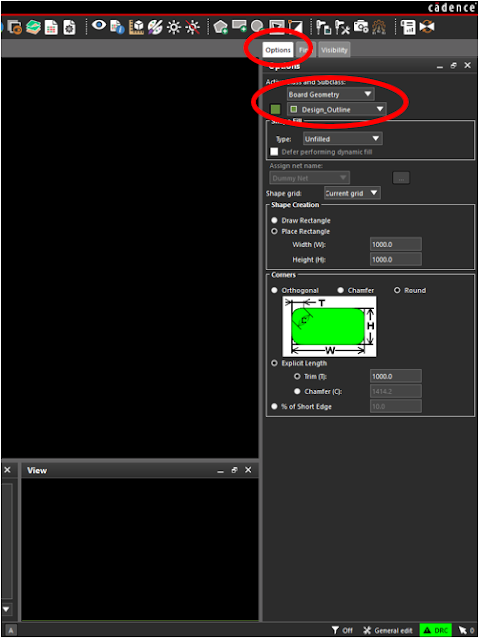 cadence
Options Find Visibility
Options
Active Class and Subclass:
Board Geometry
Design_Outline
Shape Fill
Type: Unfilled
Defer performing dynamic fill
Assign net name:
Dummy Net ...
Shape grid: Current grid
Shape Creation
Draw Rectangle
Place Rectangle
Width (W): 1000.0
Height (H): 1000.0
Corners
Orthogonal Chamfer Round
T
C
H
W
Explicit Length
Trim (T): 1000.0
Chamfer (C): 1414.2
% of Short Edge 10.0
View
A Off General edit DRC 0